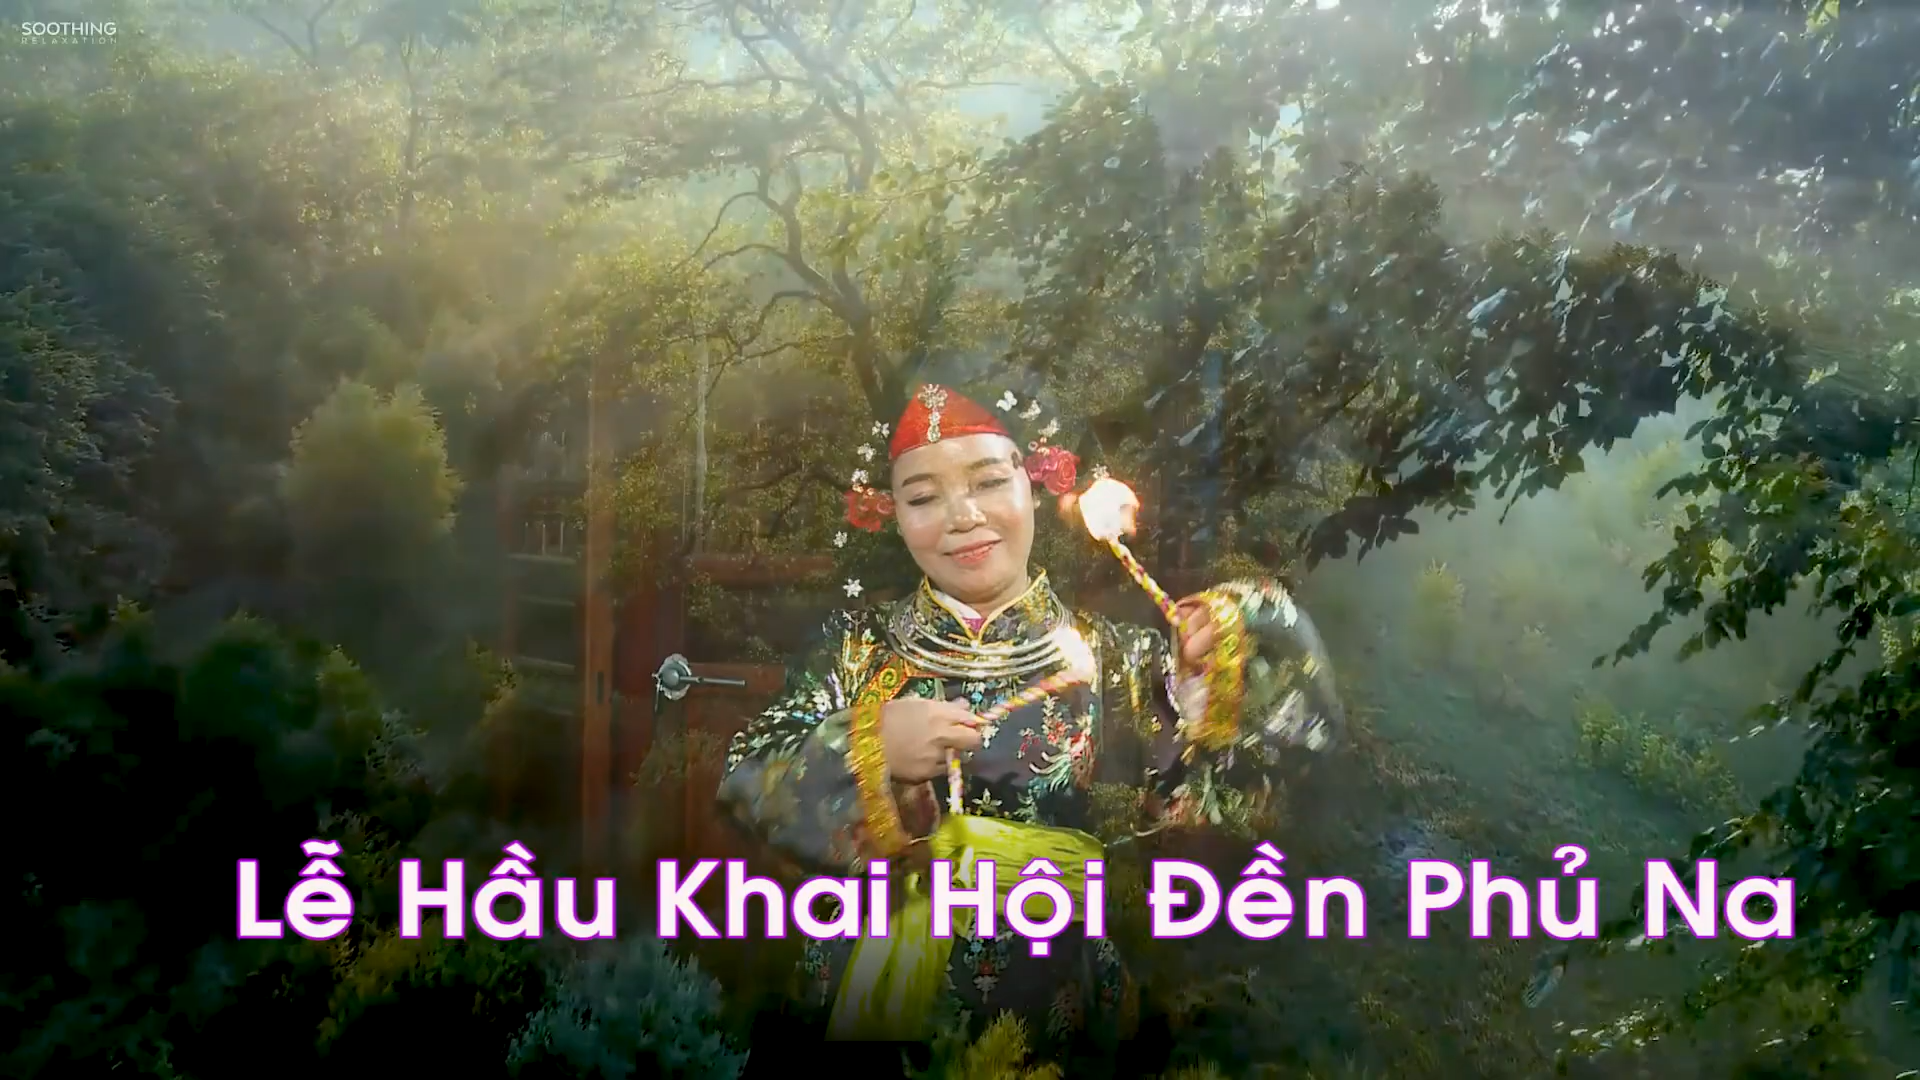 SOOTHING
RELAXATION
Lễ Hầu Khai Hội Đền Phủ Na